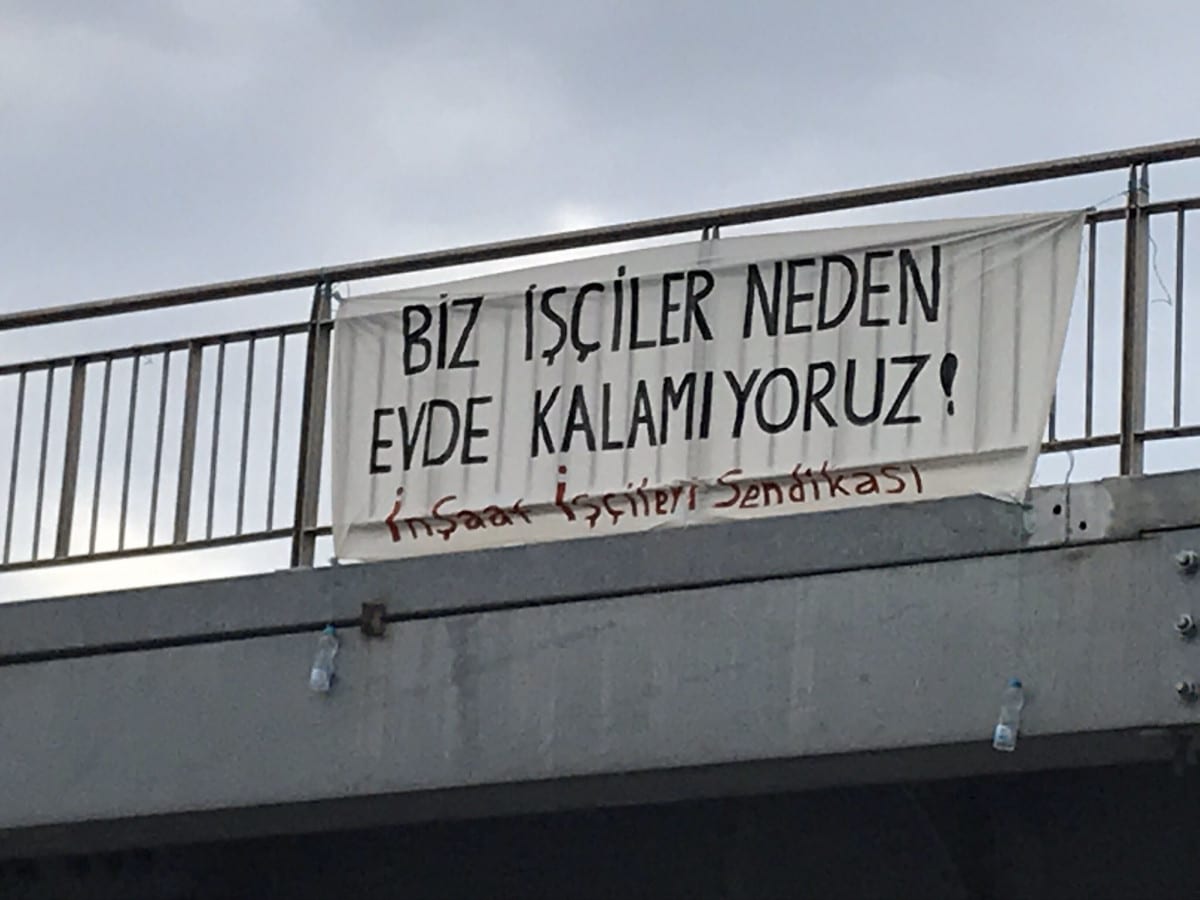 BİZ İŞÇİLER NEDEN
EVDE KALAMIYORUZ!
İnŞaat İşçileri Sendikası